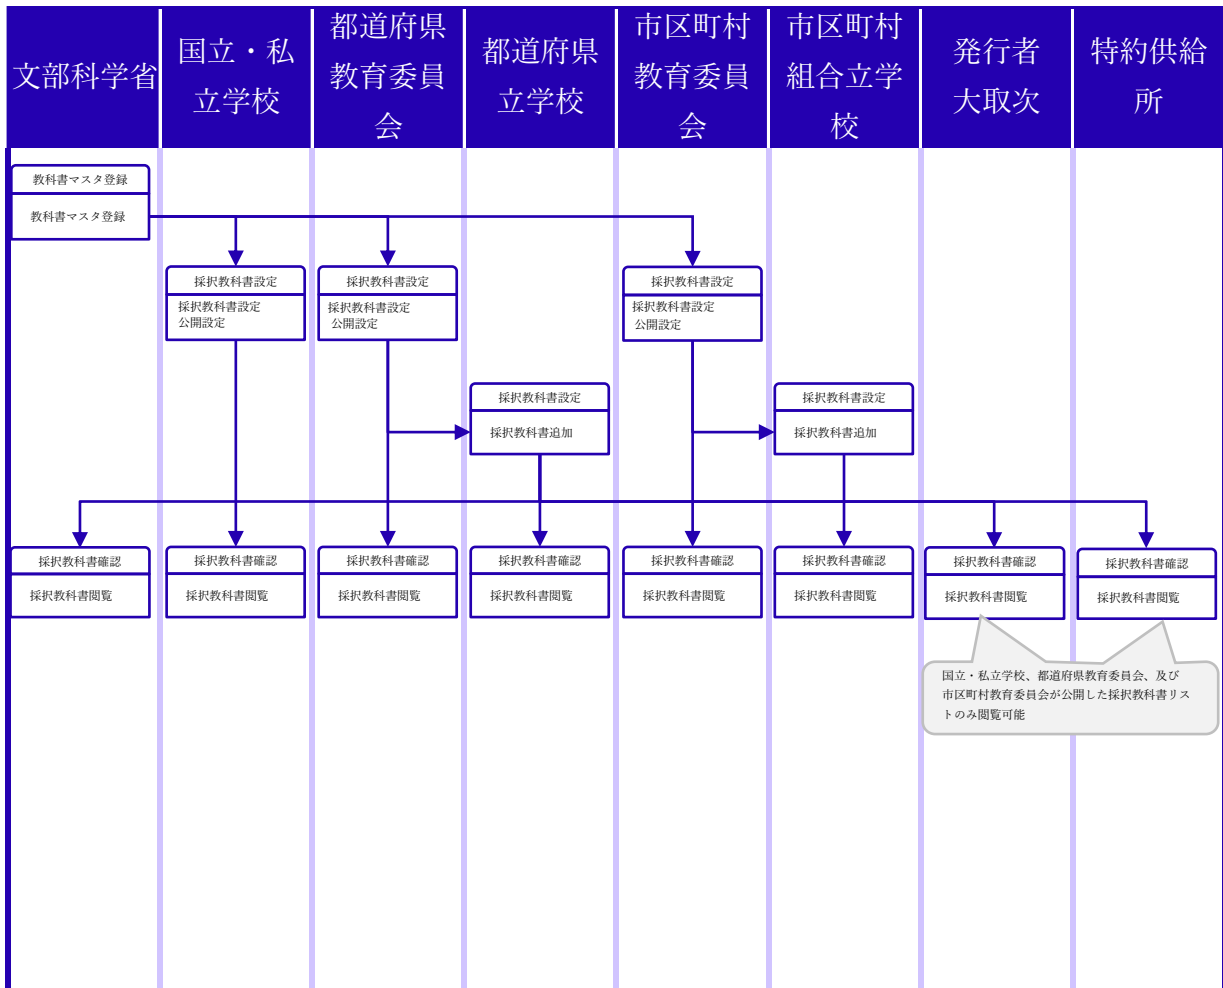 文部科学省
国立・私
立学校
都道府県
教育委員
会
都道府県
立学校
市区町村
教育委員
会
市区町村
組合立学
校
発行者
大取次
特約供給
所
教科書マスタ登録
教科書マスタ登録
採択教科書設定
採択教科書設定
公開設定
採択教科書設定
採択教科書設定
公開設定
採択教科書設定
採択教科書設定
公開設定
採択教科書設定
採択教科書追加
採択教科書設定
採択教科書追加
採択教科書確認
採択教科書閲覧
採択教科書確認
採択教科書閲覧
採択教科書確認
採択教科書閲覧
採択教科書確認
採択教科書閲覧
採択教科書確認
採択教科書閲覧
採択教科書確認
採択教科書閲覧
採択教科書確認
採択教科書閲覧
採択教科書確認
採択教科書閲覧
国立・私立学校、都道府県教育委員会、及び
市区町村教育委員会が公開した採択教科書リス
トのみ閲覧可能